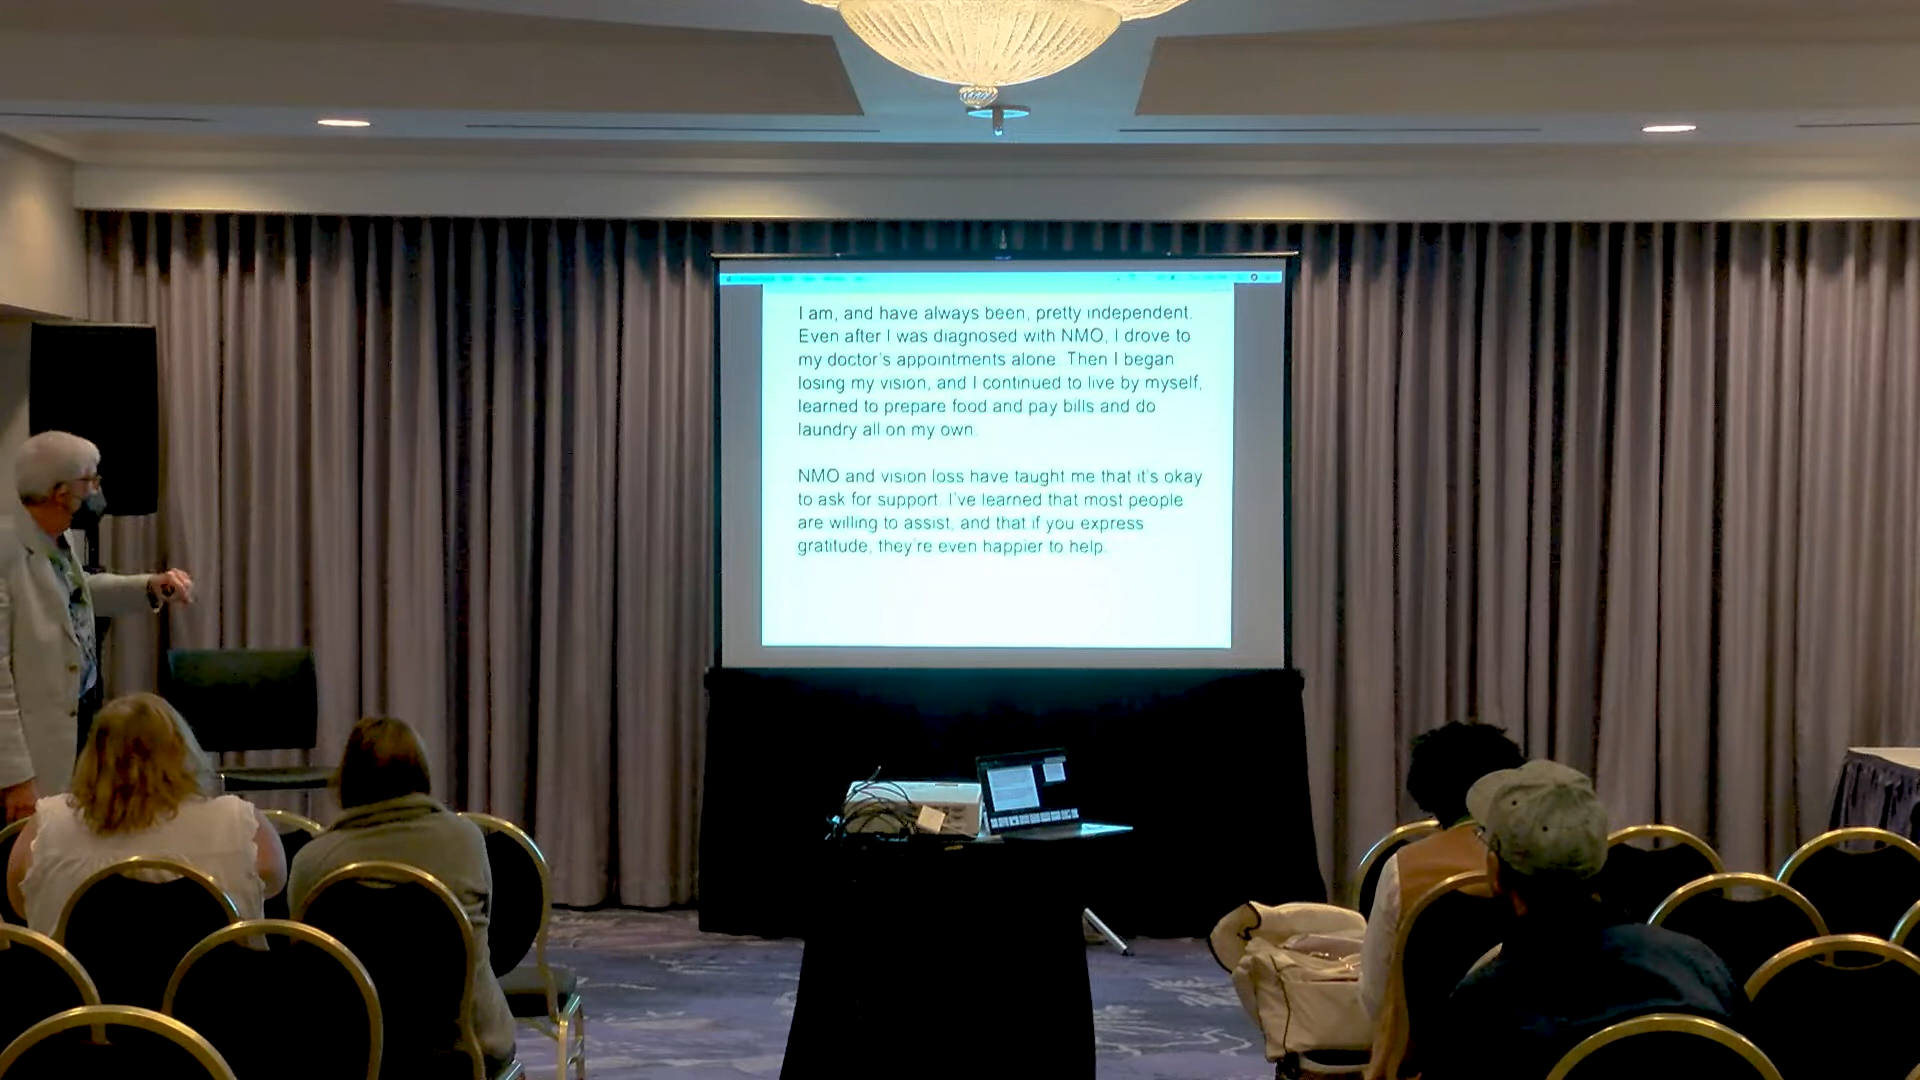 I am, and have always been, pretty independent.
Even after I was diagnosed with NMO, I drove to
my doctor's appointments alone. Then I began
losing my vision, and I continued to live by myself,
learned to prepare food and pay bills and do
laundry all on my own.
NMO and vision loss have taught me that it's okay
to ask for support. I've learned that most people
are willing to assist, and that if you express
gratitude, they're even happier to help.